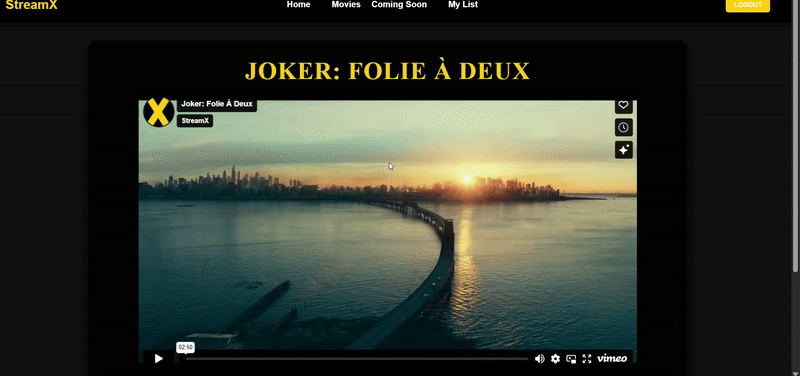 StreamX
Home Movies Coming Soon My List
LOGOUT
JOKER: FOLIE À DEUX
X
Joker: Folie À Deux
StreamX
02:50
vimeo